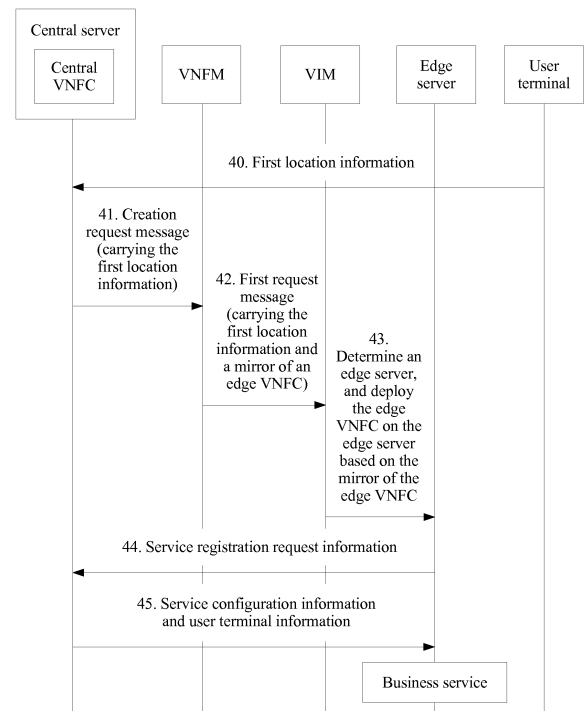 Central server
Central
VNFC
VNFM
VIM
Edge
server
User
terminal
40. First location information
41. Creation
request message
(carrying the
first location
information)
42. First request
message
(carrying the
first location
information and
a mirror of an
edge VNFC)
43.
Determine an
edge server,
and deploy
the edge
VNFC on the
edge server
based on the
mirror of the
edge VNFC
44. Service registration request information
45. Service configuration information
and user terminal information
Business service